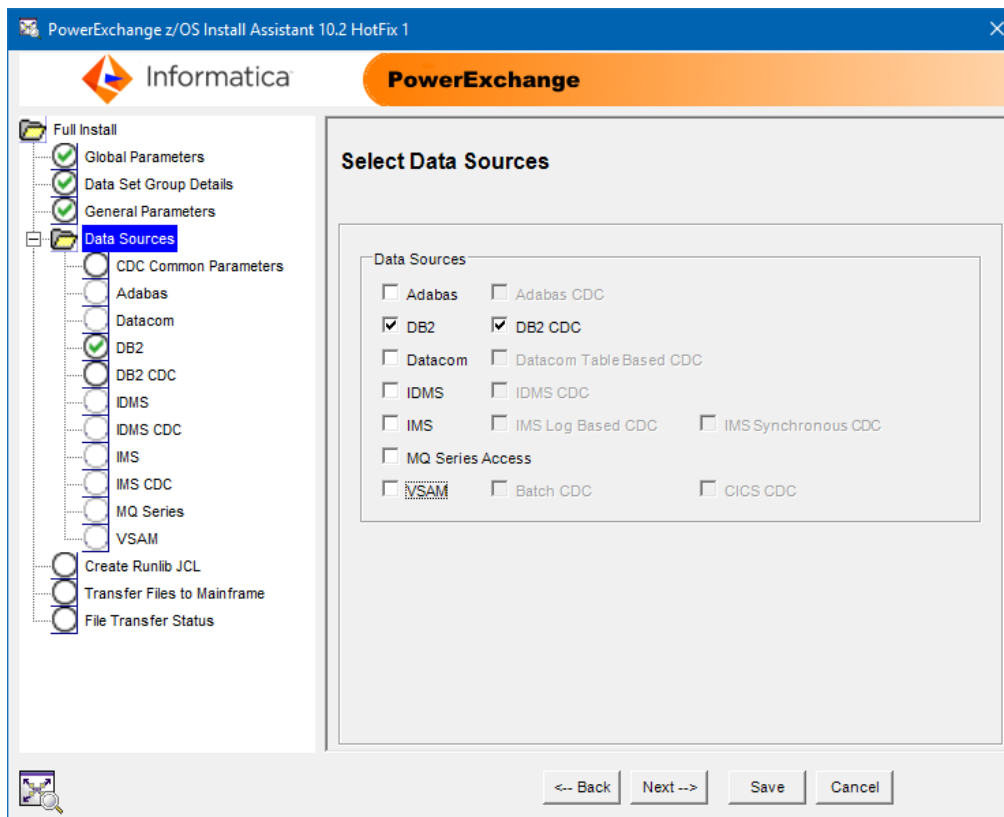 PowerExchange z/OS Install Assistant 10.2 HotFix 1
Informatica
PowerExchange
Full Install
Global Parameters
Data Set Group Details
General Parameters
Data Sources
CDC Common Parameters
Adabas
Datacom
DB2
DB2 CDC
IDMS
IDMS CDC
IMS
IMS CDC
MQ Series
VSAM
Create Runlib JCL
Transfer Files to Mainframe
File Transfer Status
Select Data Sources
Data Sources
Adabas Adabas CDC
DB2 DB2 CDC
Datacom Datacom Table Based CDC
IDMS IDMS CDC
IMS IMS Log Based CDC IMS Synchronous CDC
MQ Series Access
VSAM Batch CDC CICS CDC
<-- Back Next --> Save Cancel